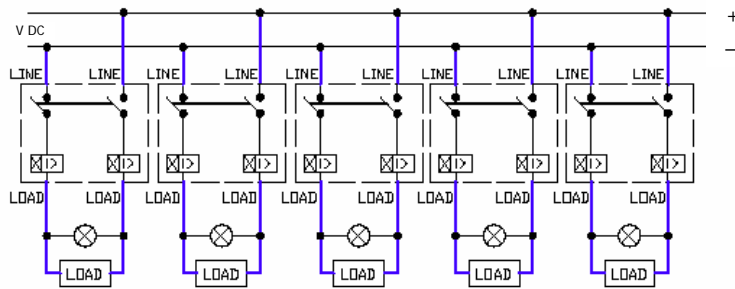 +
V DC
—
LINE LINE LINE LINE LINE LINE LINE LINE LINE LINE
I> I> I> I> I> I> I> I> I> I>
LOAD LOAD LOAD LOAD LOAD LOAD LOAD LOAD LOAD LOAD
LOAD LOAD LOAD LOAD LOAD